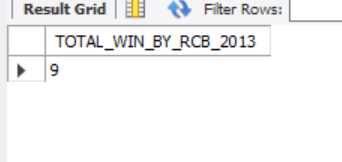 Result Grid Filter Rows:
TOTAL_WIN_BY_RCB_2013
9